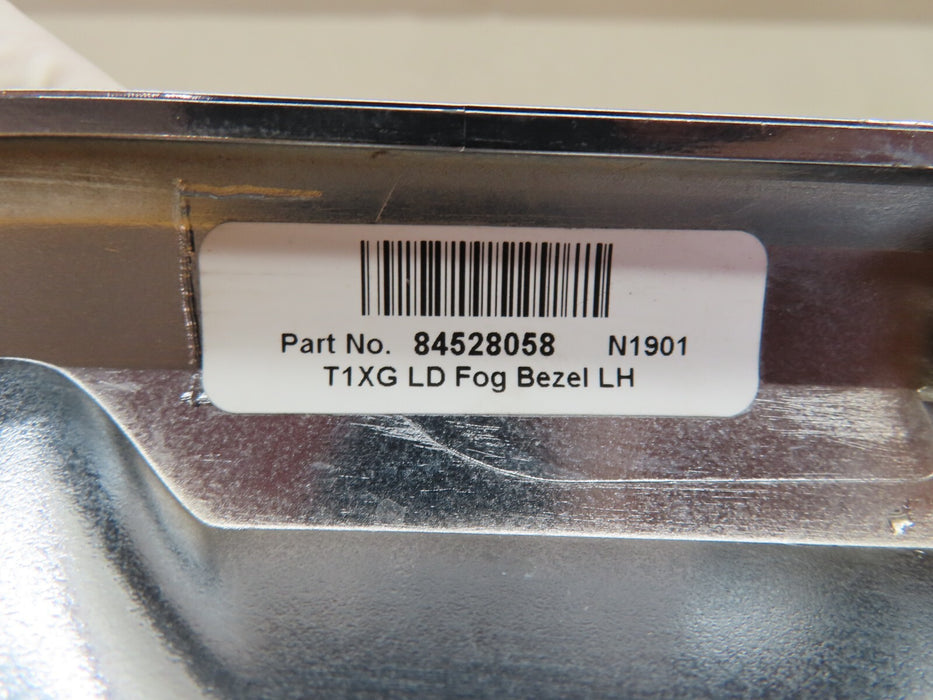 Part No. 84528058 N1901
T1XG LD Fog Bezel LH